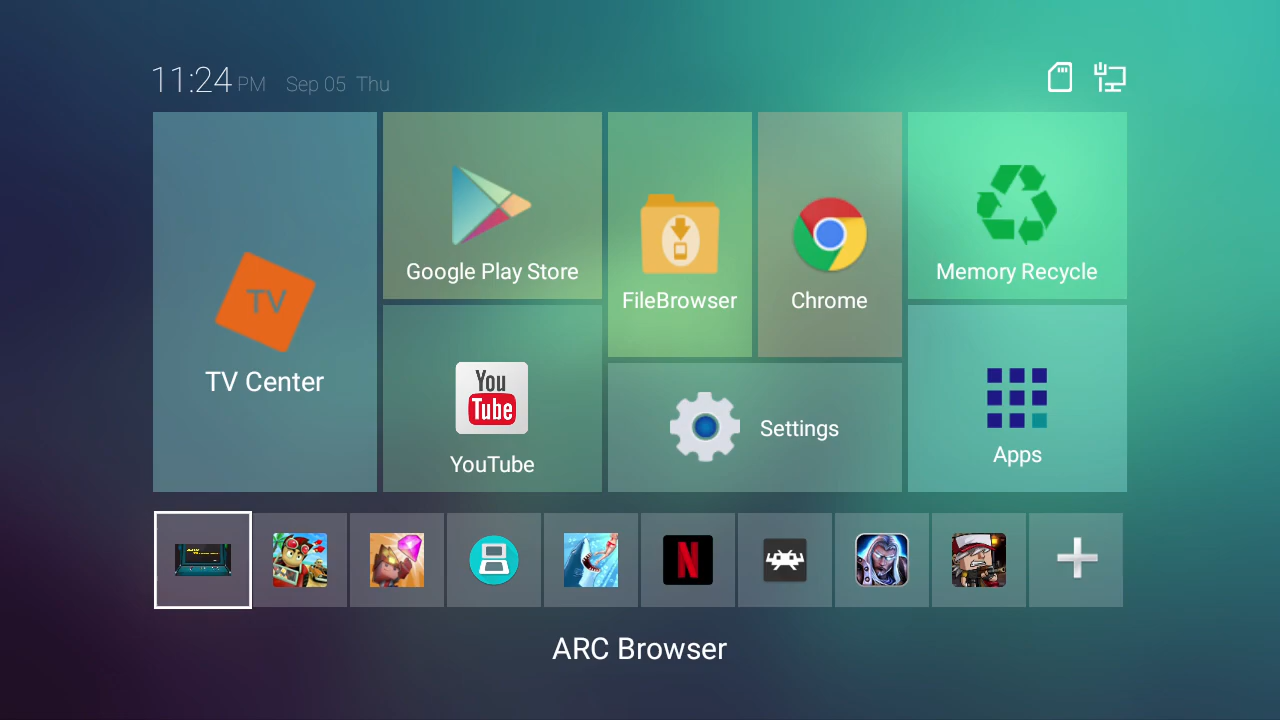 11:24 PM Sep 05 Thu
TV
TV Center
Google Play Store
You
Tube
YouTube
FileBrowser
Chrome
Settings
Memory Recycle
Apps
N
ARC Browser